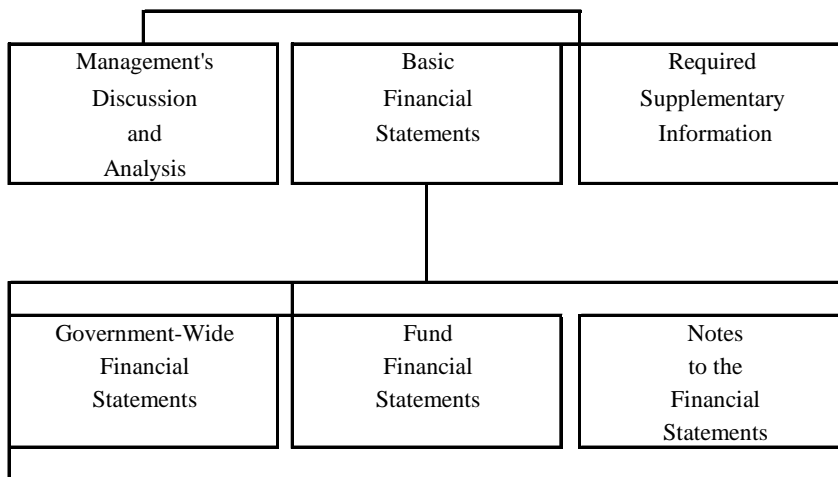 Management's
Discussion
and
Analysis
Basic
Financial
Statements
Required
Supplementary
Information
Government-Wide
Financial
Statements
Fund
Financial
Statements
Notes
to the
Financial
Statements